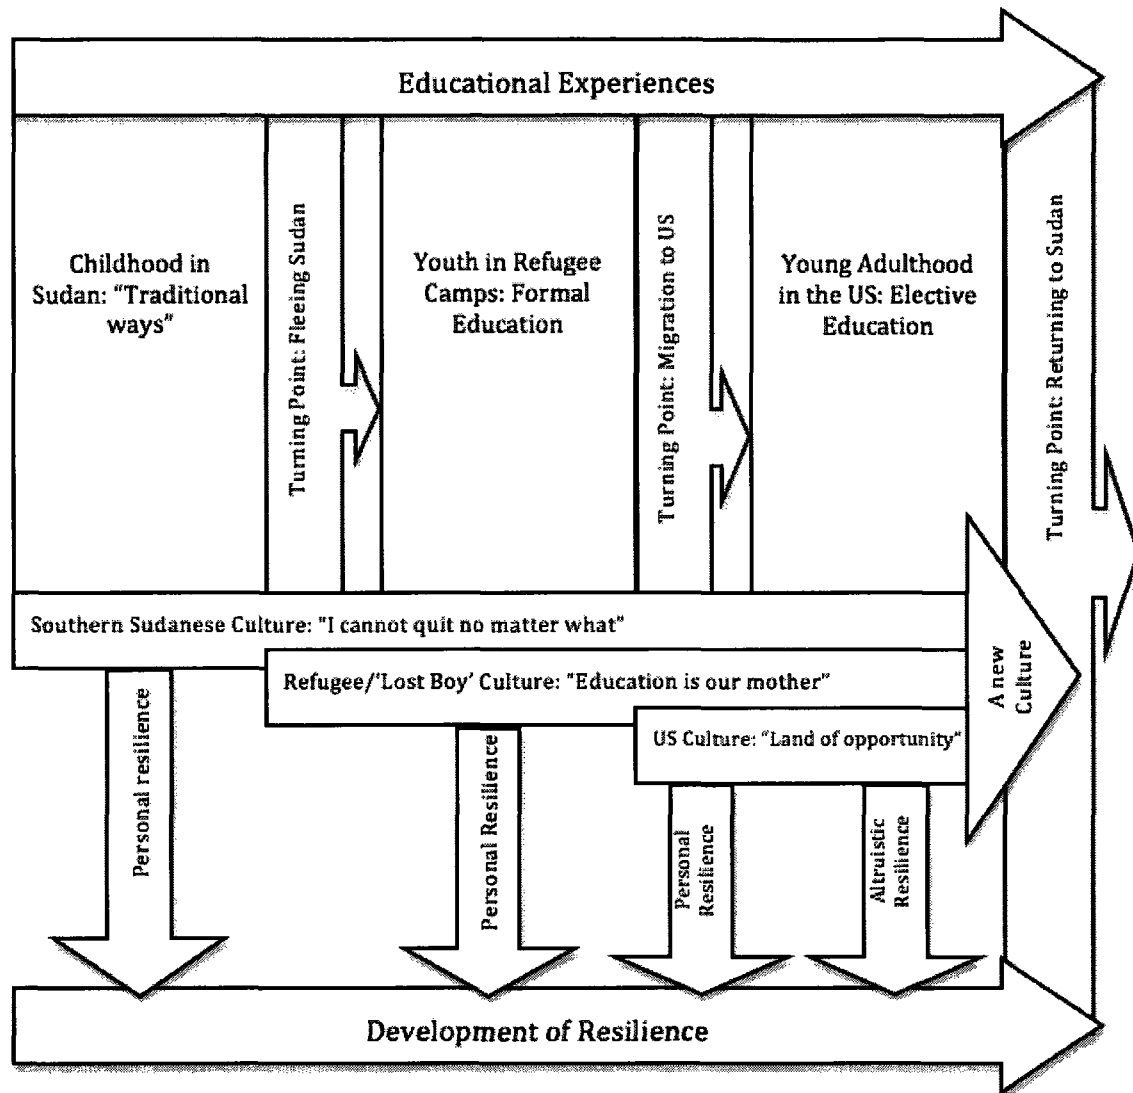 Educational Experiences
Childhood in
Sudan: "Traditional
ways"
Turning Point: Fleeing Sudan
Youth in Refugee
Camps: Formal
Education
Turning Point: Migration to US
Young Adulthood
in the US: Elective
Education
Turning Point: Returning to Sudan
Southern Sudanese Culture: "I cannot quit no matter what"
Refugee/'Lost Boy' Culture: "Education is our mother"
US Culture: "Land of opportunity"
A new
Culture
Personal resilience
Personal Resilience
Personal
Resilience
Altruistic
Resilience
Development of Resilience